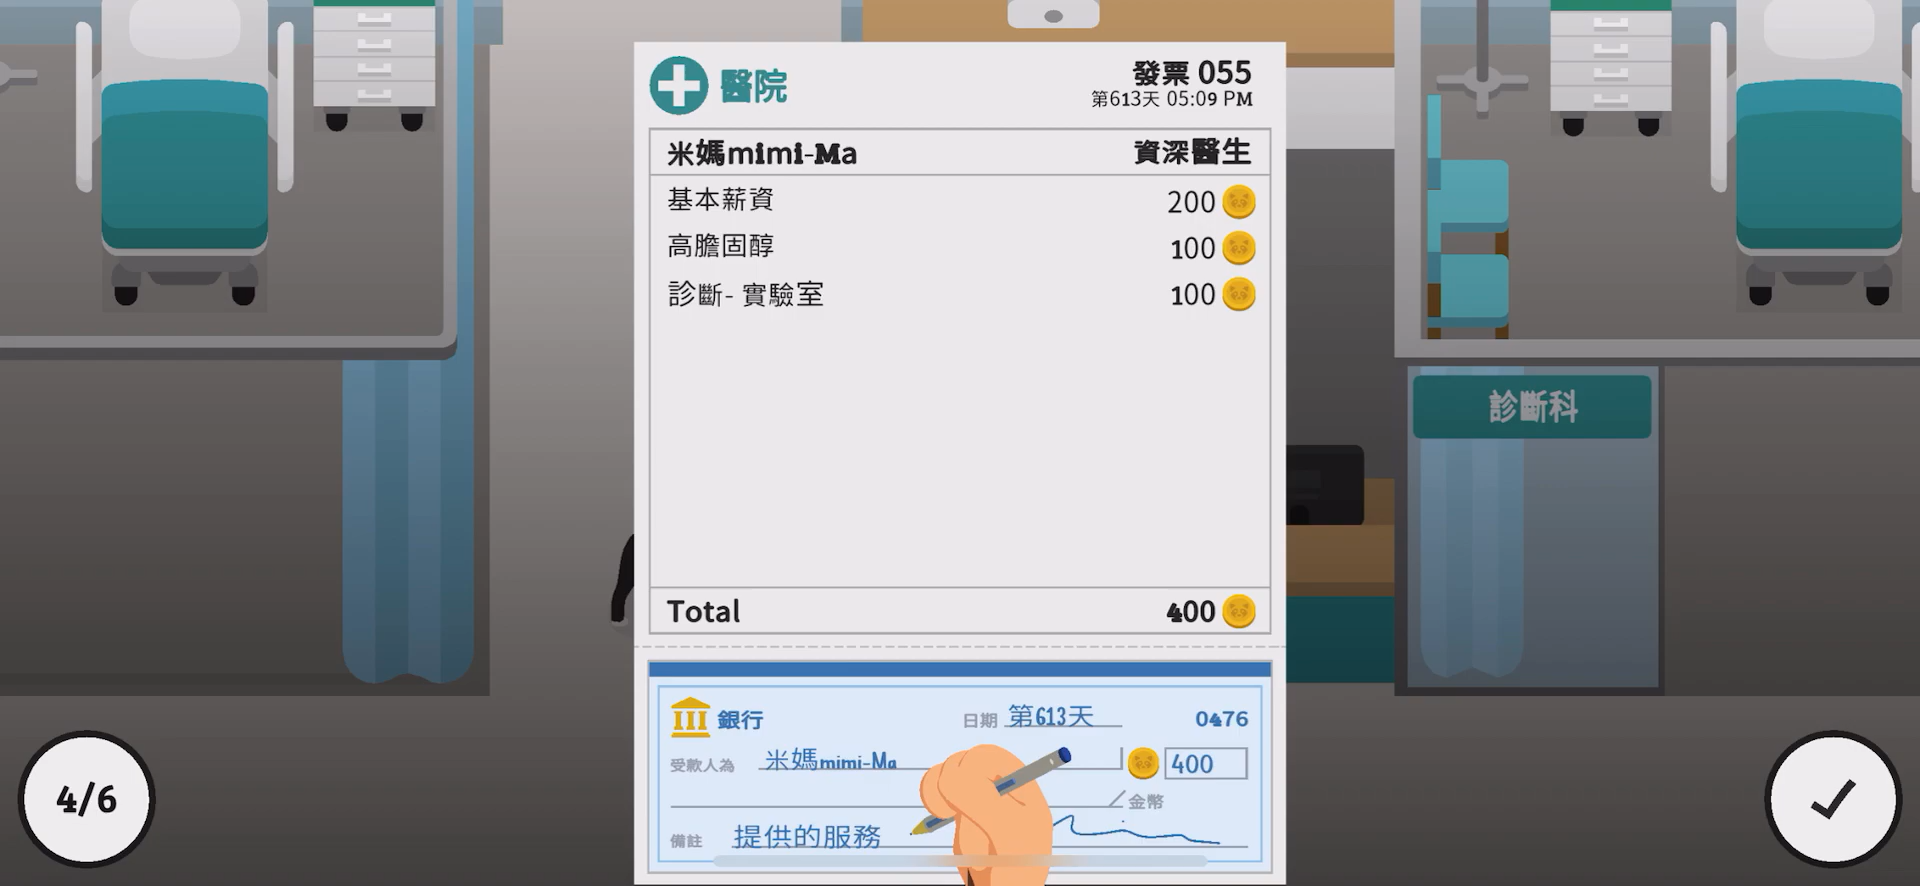 醫院
發票 055
第613天 05:09 PM
米媽mimi-Ma 資深醫生
基本薪資 200
高膽固醇 100
診斷- 實驗室 100
Total 400
診斷科
銀行 日期 第613天 0476
受款人為 米媽mimi-Ma 400
金幣
備註 提供的服務
4/6